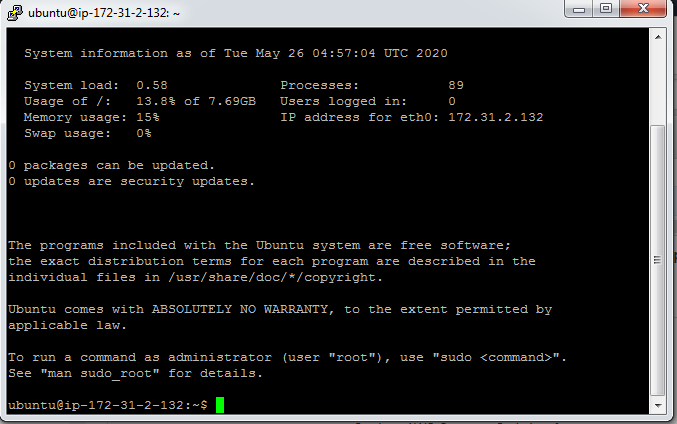 ubuntu@ip-172-31-2-132: ~
System information as of Tue May 26 04:57:04 UTC 2020
System load: 0.58 Processes: 89
Usage of /: 13.8% of 7.69GB Users logged in: 0
Memory usage: 15% IP address for eth0: 172.31.2.132
Swap usage: 0%
0 packages can be updated.
0 updates are security updates.
The programs included with the Ubuntu system are free software;
the exact distribution terms for each program are described in the
individual files in /usr/share/doc/*/copyright.
Ubuntu comes with ABSOLUTELY NO WARRANTY, to the extent permitted by
applicable law.
To run a command as administrator (user "root"), use "sudo <command>".
See "man sudo_root" for details.
ubuntu@ip-172-31-2-132:~$